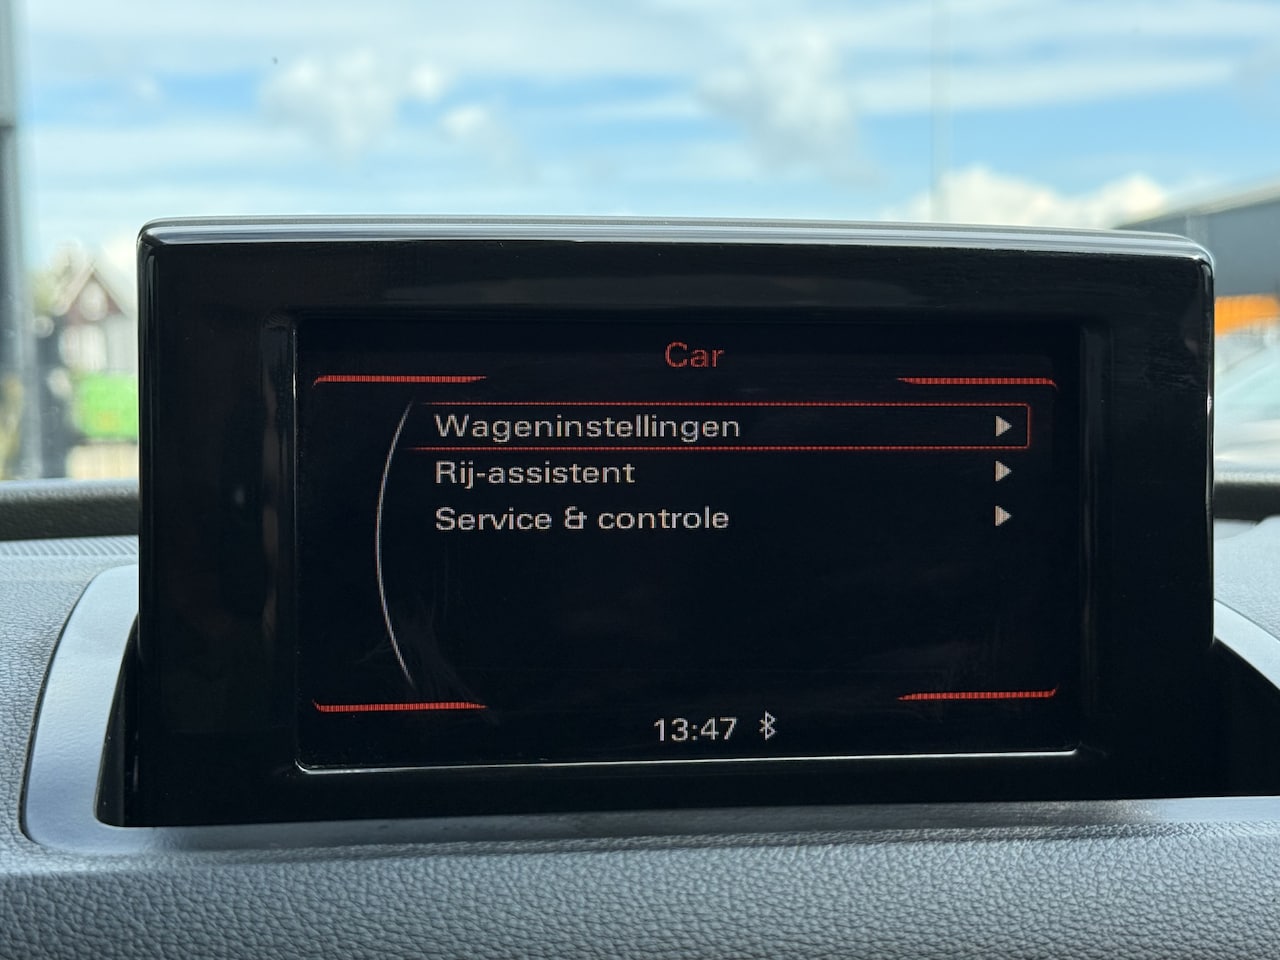 Car
Wageninstellingen
Rij-assistent
Service & controle
13:47